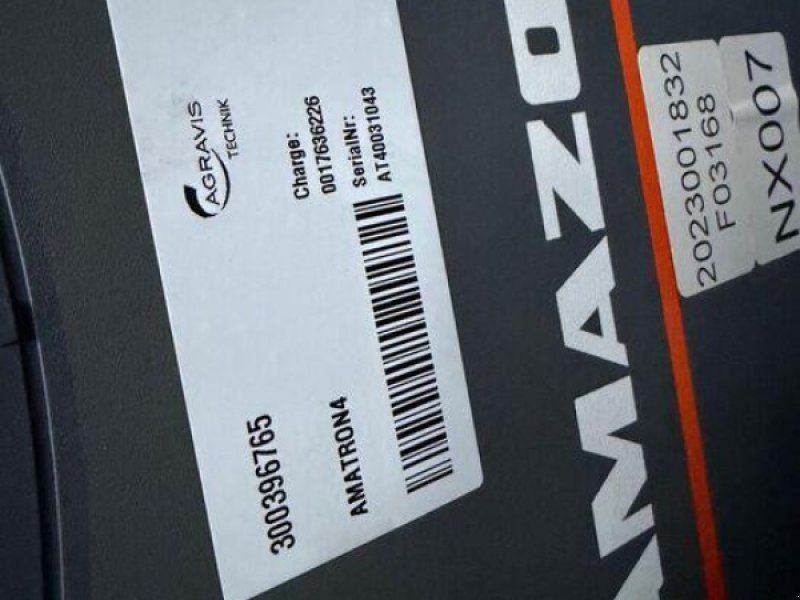 300396765
AGRAVIS
TECHNIK
AMATRON4
Charge:
0017636226
SerialNr:
AT40031043
AMAZO
2023001832
F03168
NX007